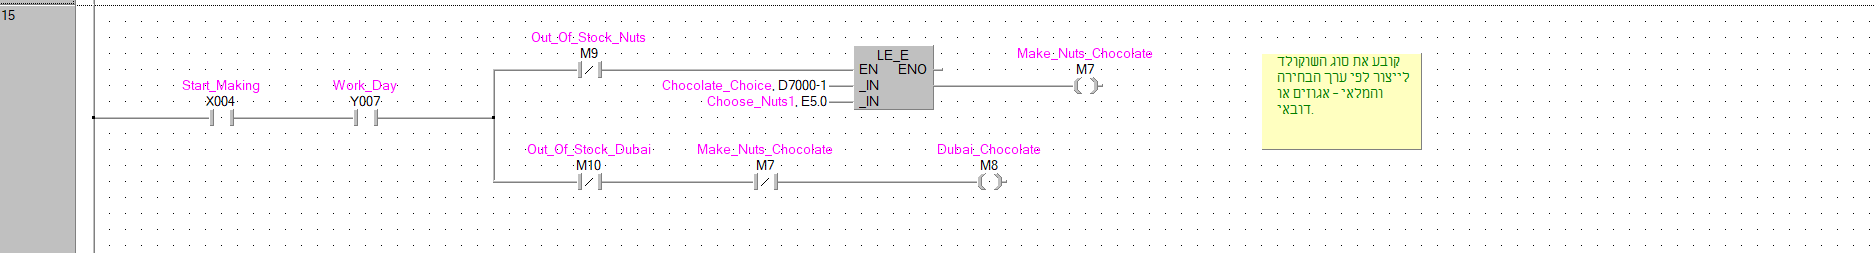 15
Out_Of_Stock_Nuts
M9
LE_E
EN ENO
Make_Nuts_Chocolate
M7
קובע את סוג השוקולד
לייצור לפי ערך הבחירה
והמלאי - אגוזים או
דובאי.
Start_Making
X004
Work_Day
Y007
Chocolate_Choice, D7000-1
_IN
Choose_Nuts1, E5.0
_IN
Out_Of_Stock_Dubai
M10
Make_Nuts_Chocolate
M7
Dubai_Chocolate
M8